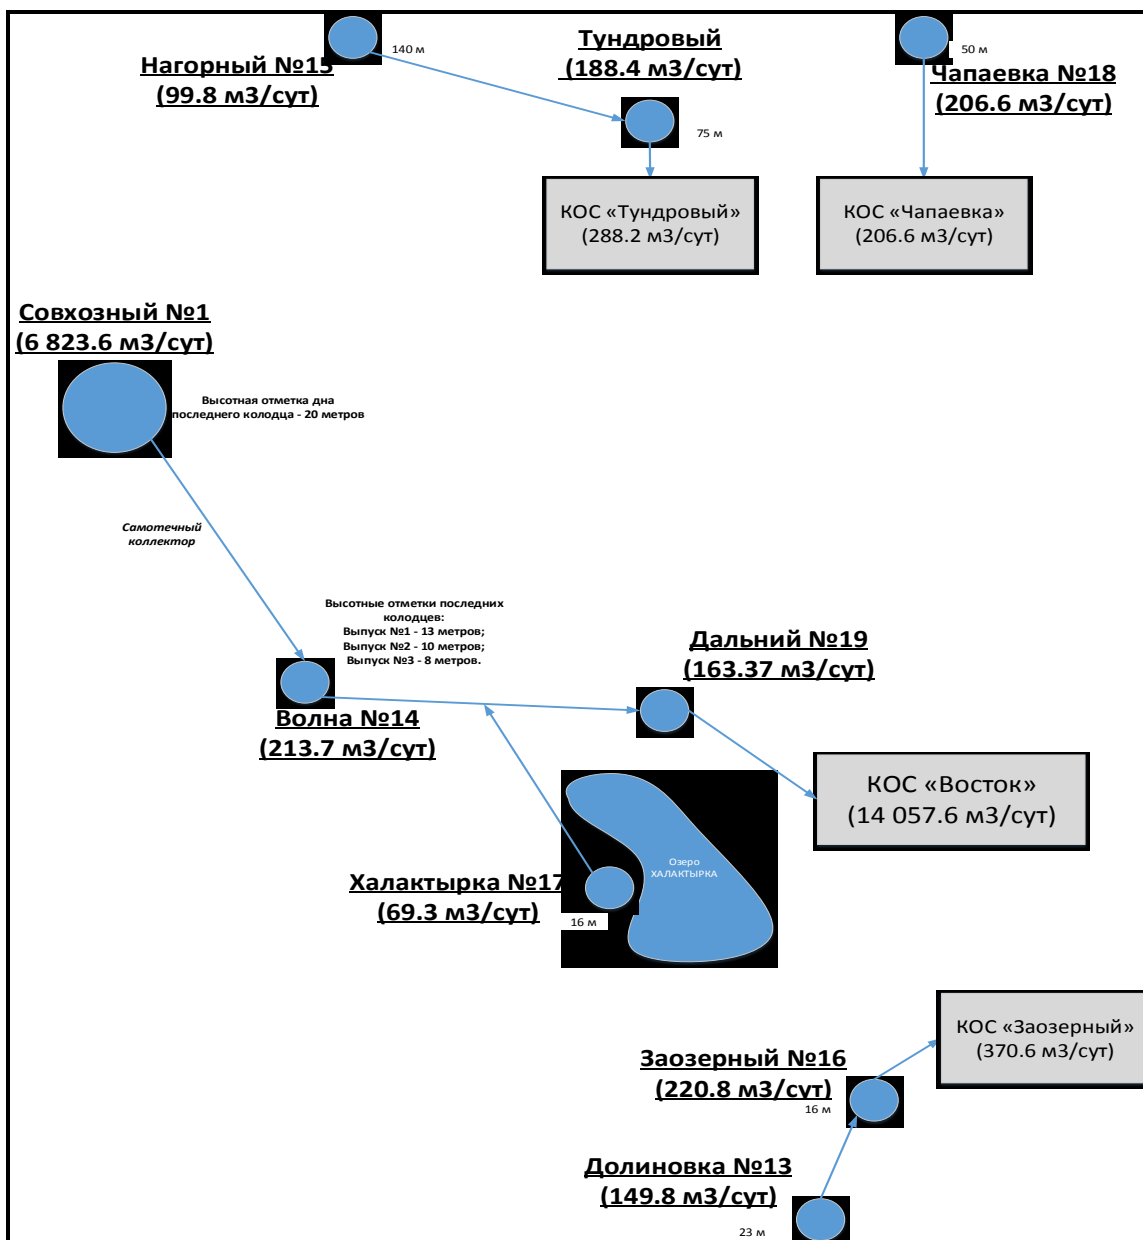 140 м
Нагорный №15
(99.8 м3/сут)
Тундровый
(188.4 м3/сут)
75 м
50 м
Чапаевка №18
(206.6 м3/сут)
КОС «Тундровый»
(288.2 м3/сут)
КОС «Чапаевка»
(206.6 м3/сут)
Совхозный №1
(6 823.6 м3/сут)
Высотная отметка дна
последнего колодца - 20 метров
Самотечный
коллектор
Высотные отметки последних
колодцев:
Выпуск №1 - 13 метров;
Выпуск №2 - 10 метров;
Выпуск №3 - 8 метров.
Волна №14
(213.7 м3/сут)
Дальний №19
(163.37 м3/сут)
КОС «Восток»
(14 057.6 м3/сут)
Озеро
ХАЛАКТЫРКА
Халактырка №17
(69.3 м3/сут)
16 м
КОС «Заозерный»
(370.6 м3/сут)
Заозерный №16
(220.8 м3/сут)
16 м
Долиновка №13
(149.8 м3/сут)
23 м